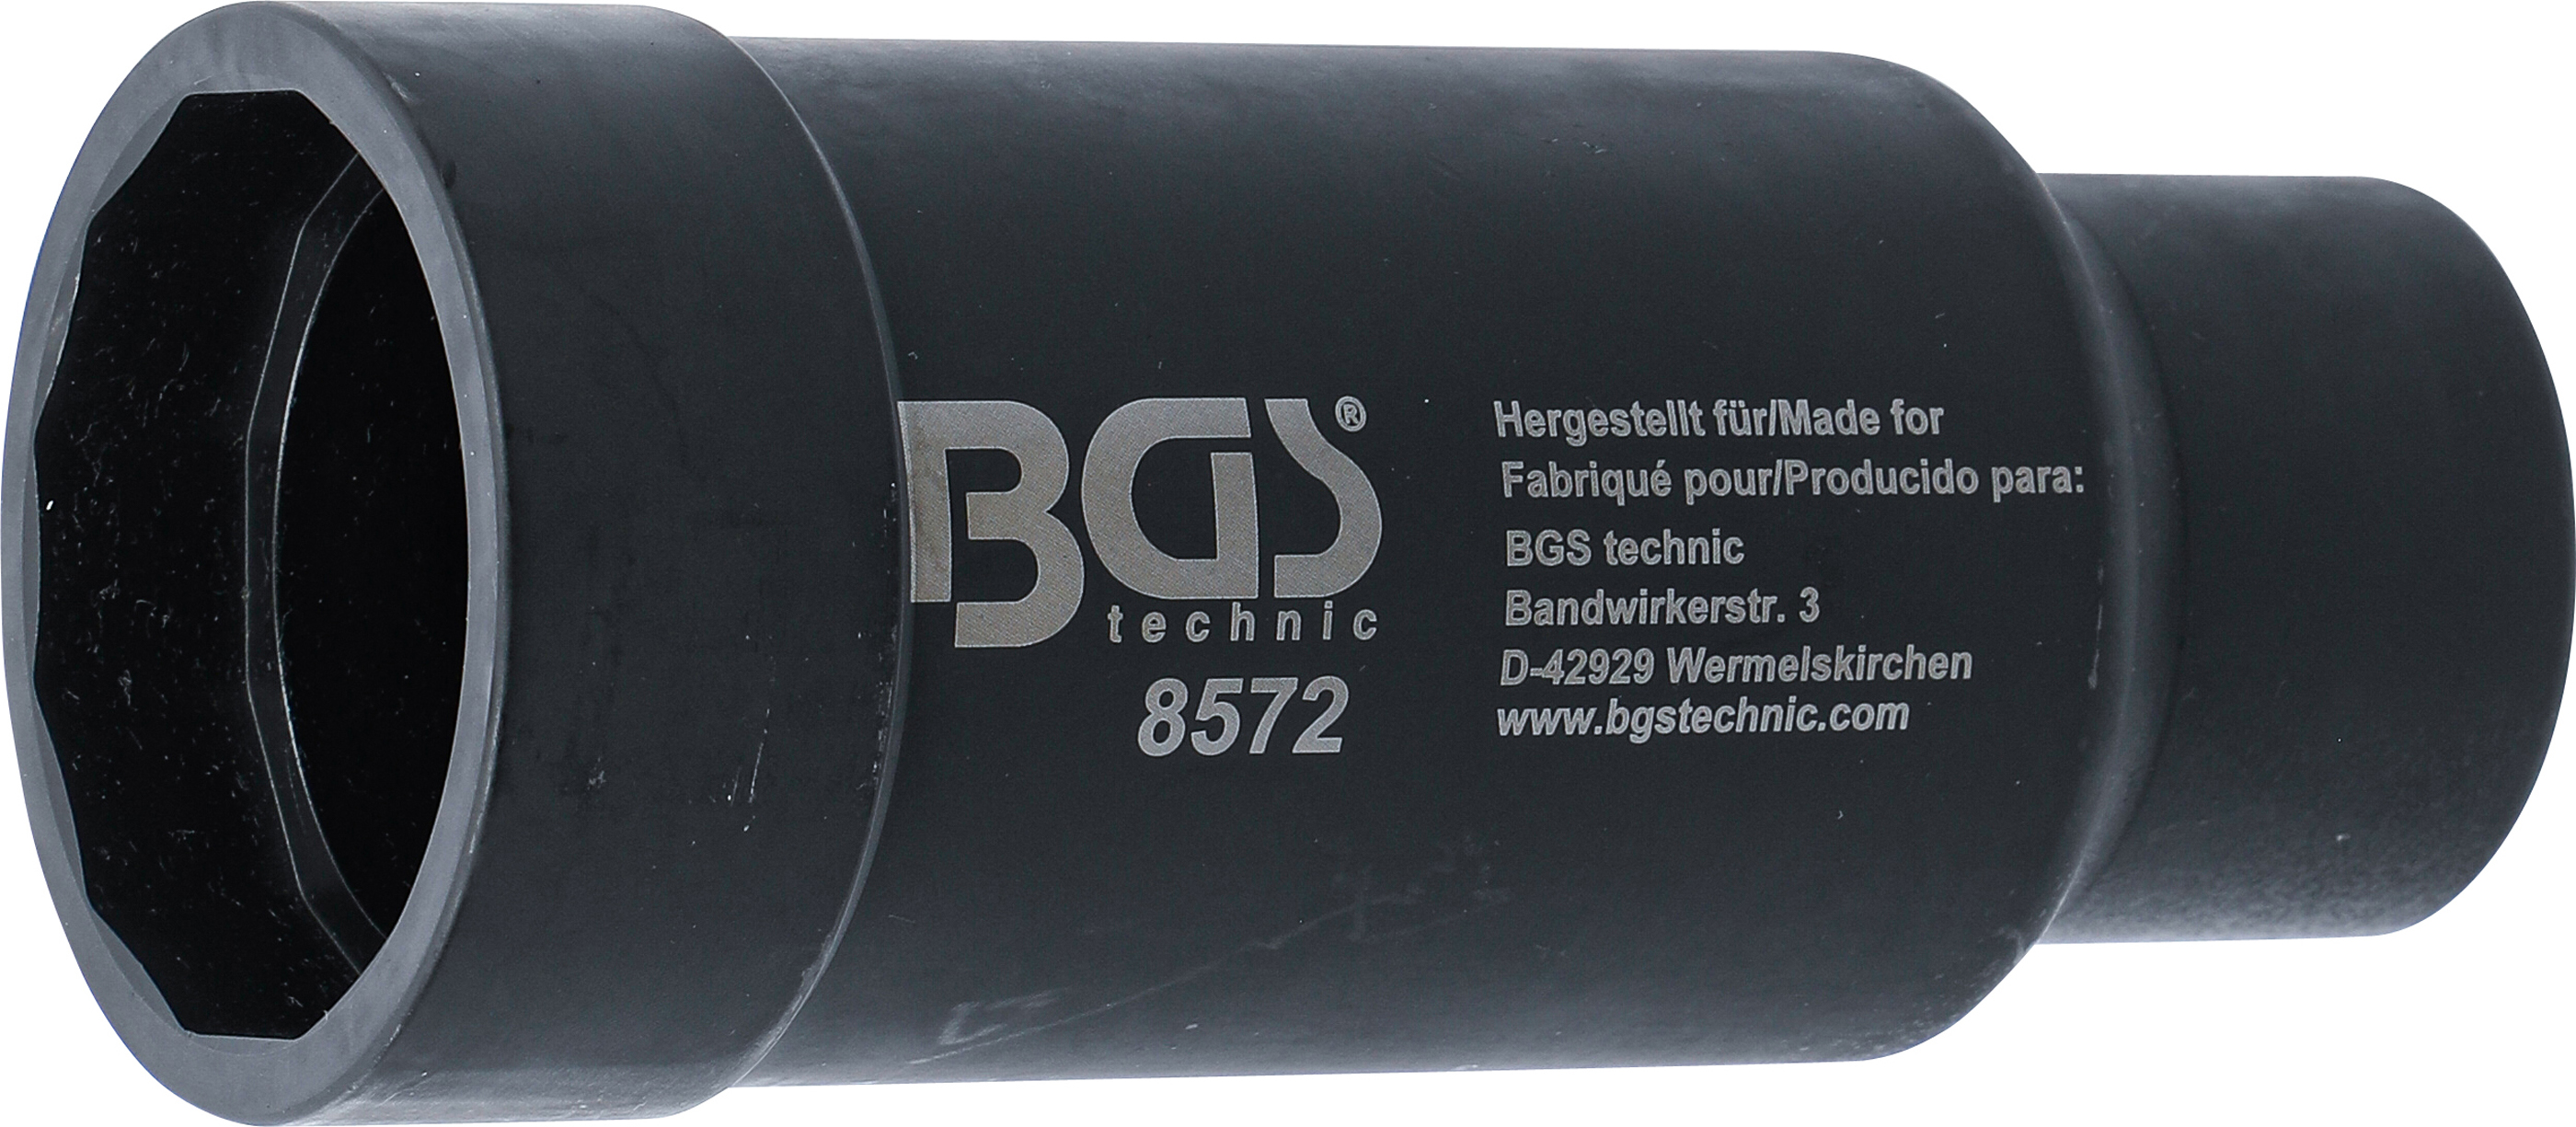 BGS®
technic
8572
Hergestellt für/Made for
Fabriqué pour/Producido para:
BGS technic
Bandwirkerstr. 3
D-42929 Wermelskirchen
www.bgstechnic.com